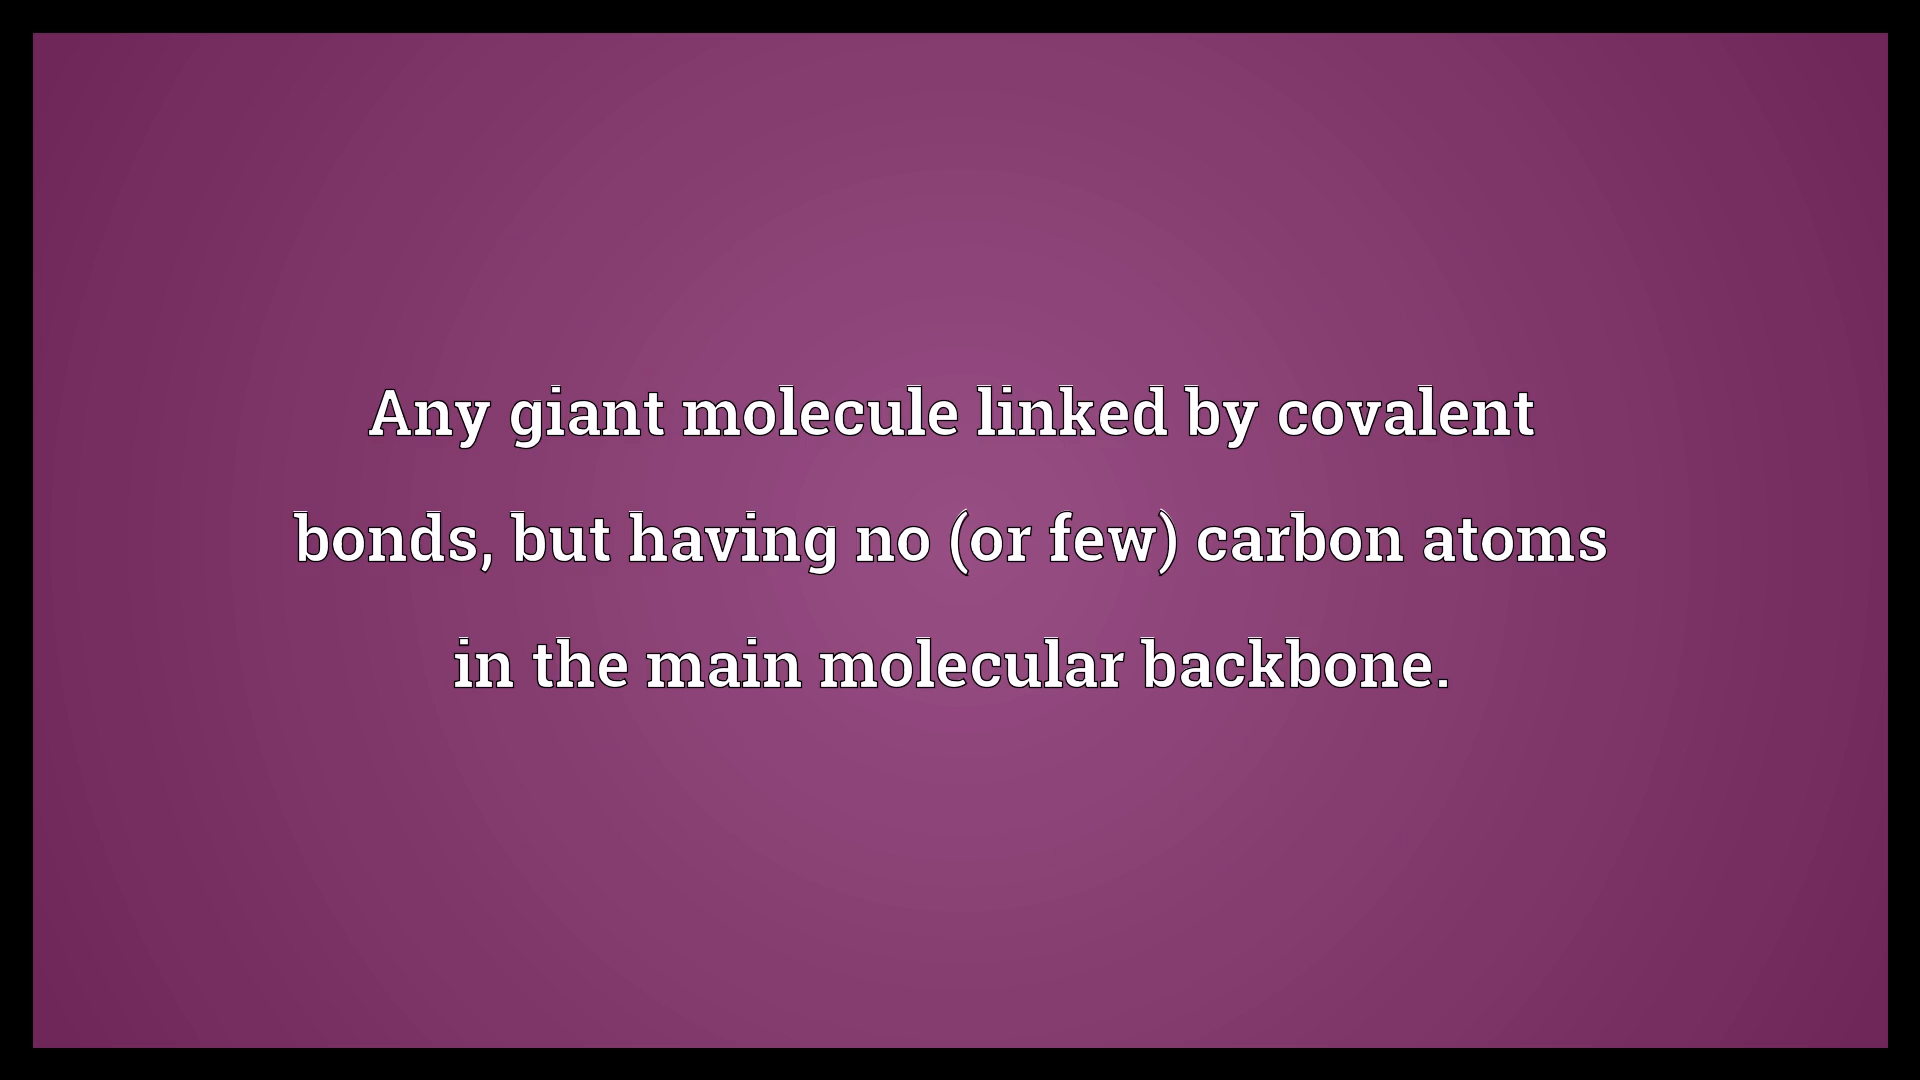 Any giant molecule linked by covalent
bonds, but having no (or few) carbon atoms
in the main molecular backbone.